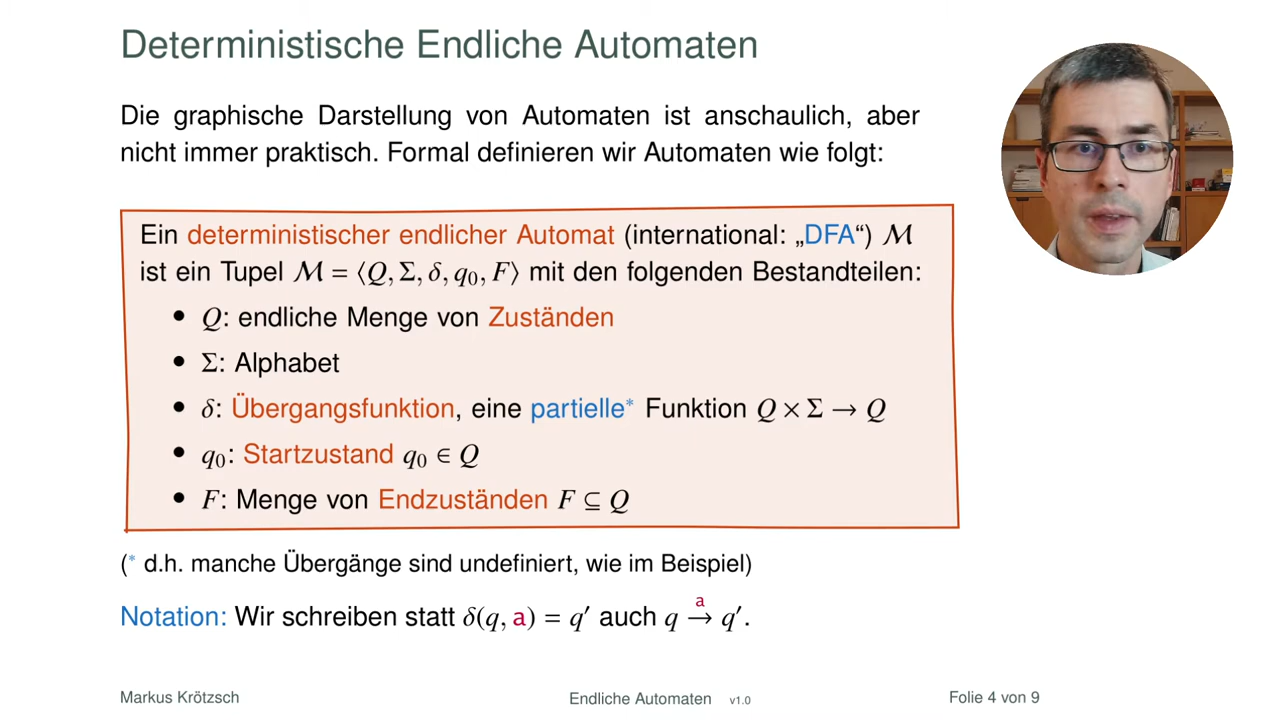 Deterministische Endliche Automaten
Die graphische Darstellung von Automaten ist anschaulich, aber
nicht immer praktisch. Formal definieren wir Automaten wie folgt:
Ein deterministischer endlicher Automat (international: „DFA“) ℳ
ist ein Tupel ℳ = ⟨Q, Σ, δ, q₀, F⟩ mit den folgenden Bestandteilen:
• Q: endliche Menge von Zuständen
• Σ: Alphabet
• δ: Übergangsfunktion, eine partielle* Funktion Q × Σ → Q
• q₀: Startzustand q₀ ∈ Q
• F: Menge von Endzuständen F ⊆ Q
(* d.h. manche Übergänge sind undefiniert, wie im Beispiel)
Notation: Wir schreiben statt δ(q, a) = q′ auch q →ᵃ q′.
Markus Krötzsch Endliche Automaten v1.0 Folie 4 von 9